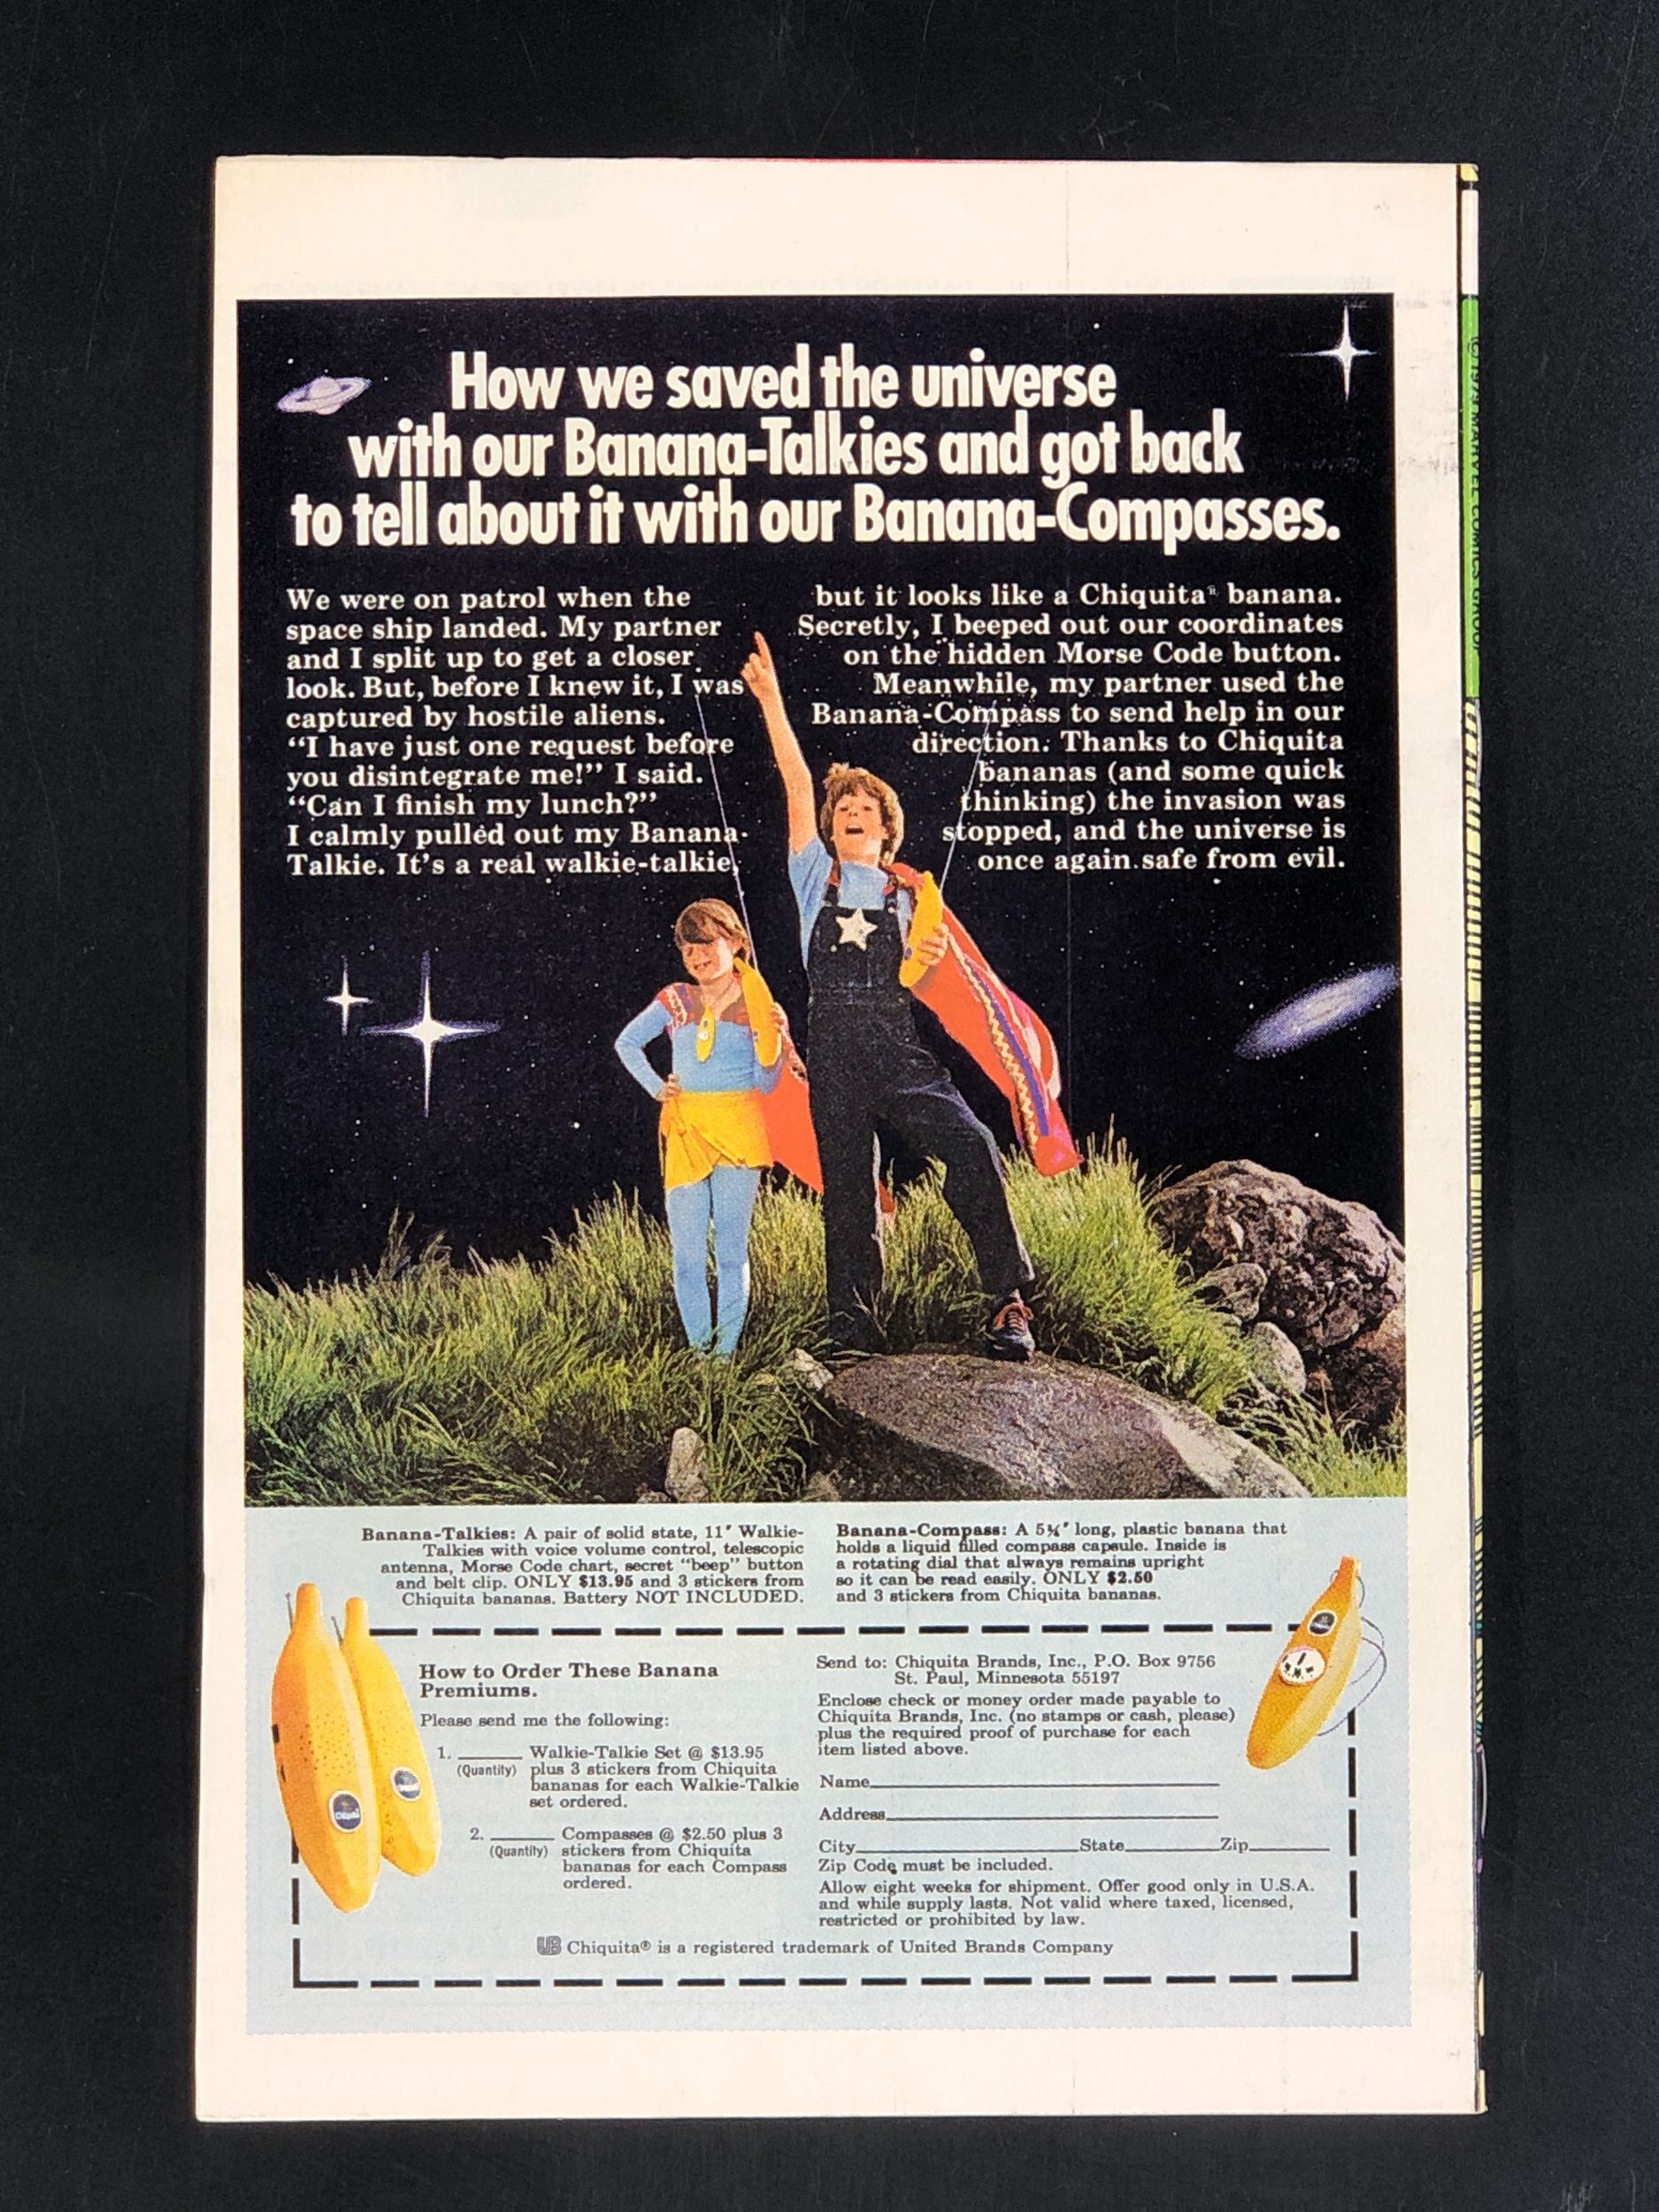 How we saved the universe
with our Banana-Talkies and got back
to tell about it with our Banana-Compasses.
We were on patrol when the
space ship landed. My partner
and I split up to get a closer
look. But, before I knew it, I was
captured by hostile aliens.
“I have just one request before
you disintegrate me!” I said.
“Can I finish my lunch?”
I calmly pulled out my Banana-
Talkie. It’s a real walkie-talkie,
but it looks like a Chiquita® banana.
Secretly, I beeped out our coordinates
on the hidden Morse Code button.
Meanwhile, my partner used the
Banana-Compass to send help in our
direction. Thanks to Chiquita
bananas (and some quick
thinking) the invasion was
stopped, and the universe is
once again safe from evil.
Banana-Talkies: A pair of solid state, 11" Walkie-
Talkies with voice volume control, telescopic
antenna, Morse Code chart, secret “beep” button
and belt clip. ONLY $13.95 and 3 stickers from
Chiquita bananas. Battery NOT INCLUDED.
Banana-Compass: A 5¾" long, plastic banana that
holds a liquid filled compass capsule. Inside is
a rotating dial that always remains upright
so it can be read easily. ONLY $2.50
and 3 stickers from Chiquita bananas.
How to Order These Banana
Premiums.
Please send me the following:
1. ______ Walkie-Talkie Set @ $13.95
(Quantity) plus 3 stickers from Chiquita
bananas for each Walkie-Talkie
set ordered.
2. ______ Compasses @ $2.50 plus 3
(Quantity) stickers from Chiquita
bananas for each Compass
ordered.
Send to: Chiquita Brands, Inc., P.O. Box 9756
St. Paul, Minnesota 55197
Enclose check or money order made payable to
Chiquita Brands, Inc. (no stamps or cash, please)
plus the required proof of purchase for each
item listed above.
Name
Address
City State Zip
Zip Code must be included.
Allow eight weeks for shipment. Offer good only in U.S.A.
and while supply lasts. Not valid where taxed, licensed,
restricted or prohibited by law.
UB Chiquita® is a registered trademark of United Brands Company
Chiquita